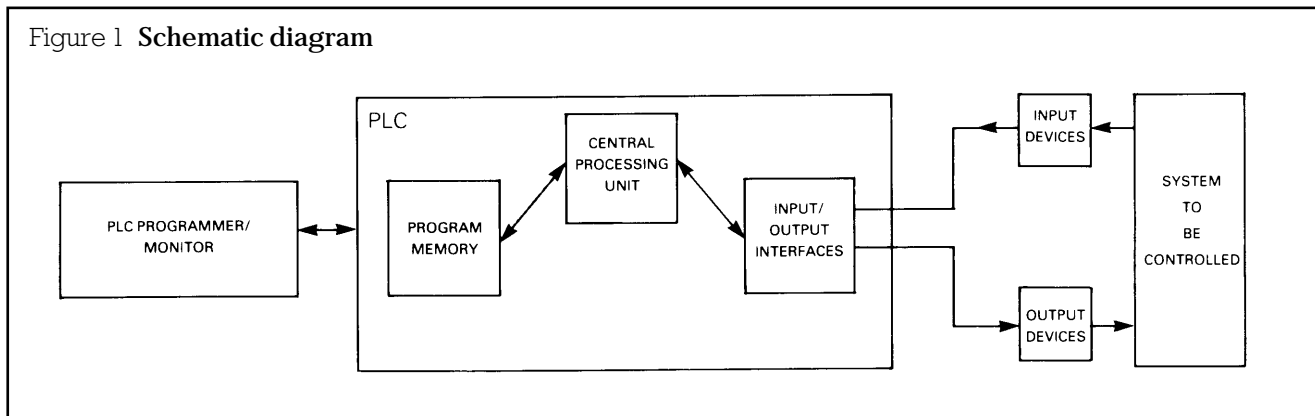 Figure 1 Schematic diagram
PLC
PLC PROGRAMMER/
MONITOR
PROGRAM
MEMORY
CENTRAL
PROCESSING
UNIT
INPUT/
OUTPUT
INTERFACES
INPUT
DEVICES
OUTPUT
DEVICES
SYSTEM
TO
BE
CONTROLLED